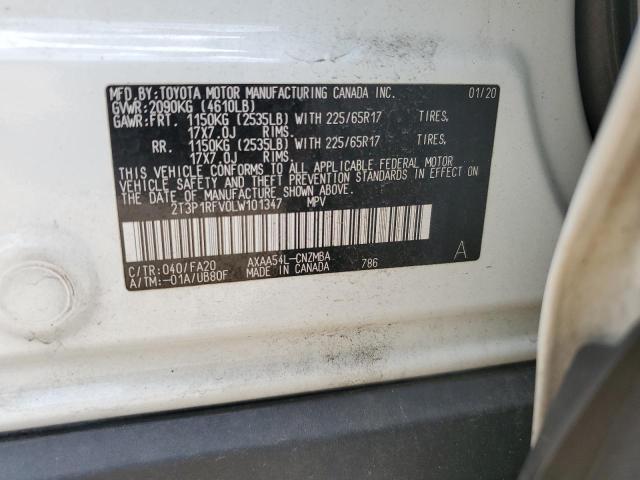 MFD.BY:TOYOTA MOTOR MANUFACTURING CANADA INC. 01/20
GVWR:2090KG (4610LB)
GAWR:FRT. 1150KG (2535LB) WITH 225/65R17 TIRES,
17X7.0J RIMS.
RR. 1150KG (2535LB) WITH 225/65R17 TIRES,
17X7.0J RIMS.
THIS VEHICLE CONFORMS TO ALL APPLICABLE FEDERAL MOTOR
VEHICLE SAFETY STANDARDS IN EFFECT ON
THE DATE OF MANUFACTURE SHOWN ABOVE.
2T3P1RFV0LW101347 MPV
C/TR:040/FA20 AXAA54L-CNZMBA 786
A/TM:-01A/UB80F MADE IN CANADA A